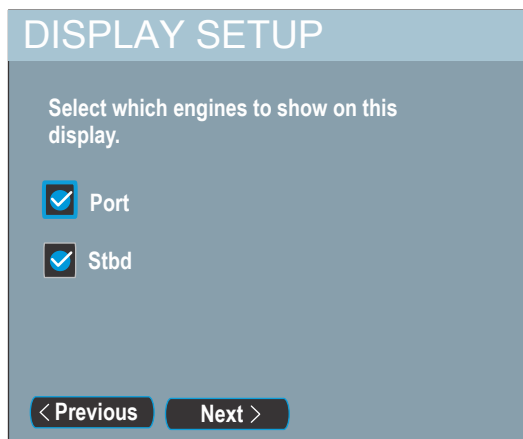 DISPLAY SETUP
Select which engines to show on this
display.
Port
Stbd
< Previous Next >